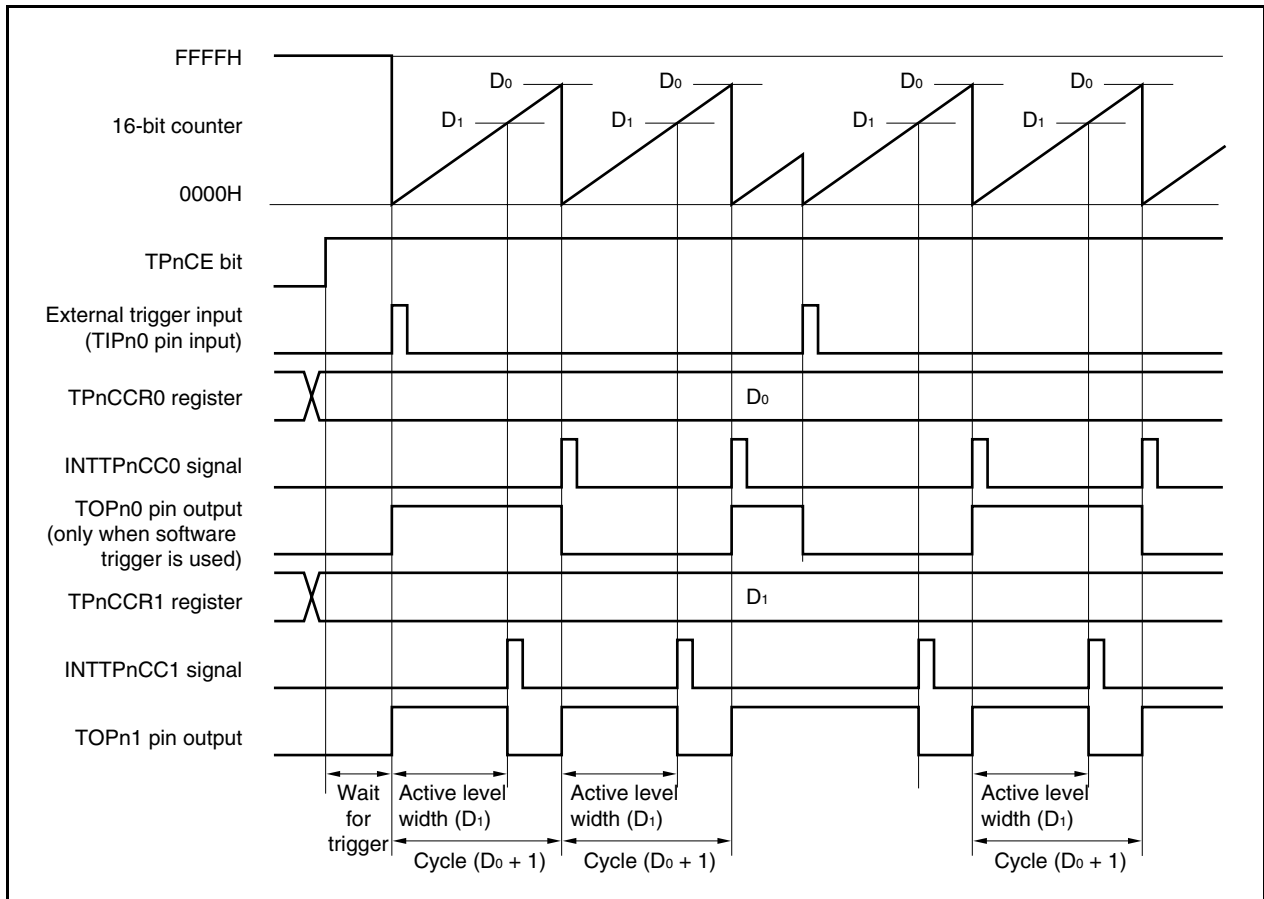 FFFFH
D0 D0 D0 D0
16-bit counter
D1 D1 D1 D1
0000H
TPnCE bit
External trigger input
(TIPn0 pin input)
TPnCCR0 register
D0
INTTPnCC0 signal
TOPn0 pin output
(only when software
trigger is used)
TPnCCR1 register
D1
INTTPnCC1 signal
TOPn1 pin output
Wait
for
trigger
Active level
width (D1)
Active level
width (D1)
Active level
width (D1)
Cycle (D0 + 1)
Cycle (D0 + 1)
Cycle (D0 + 1)